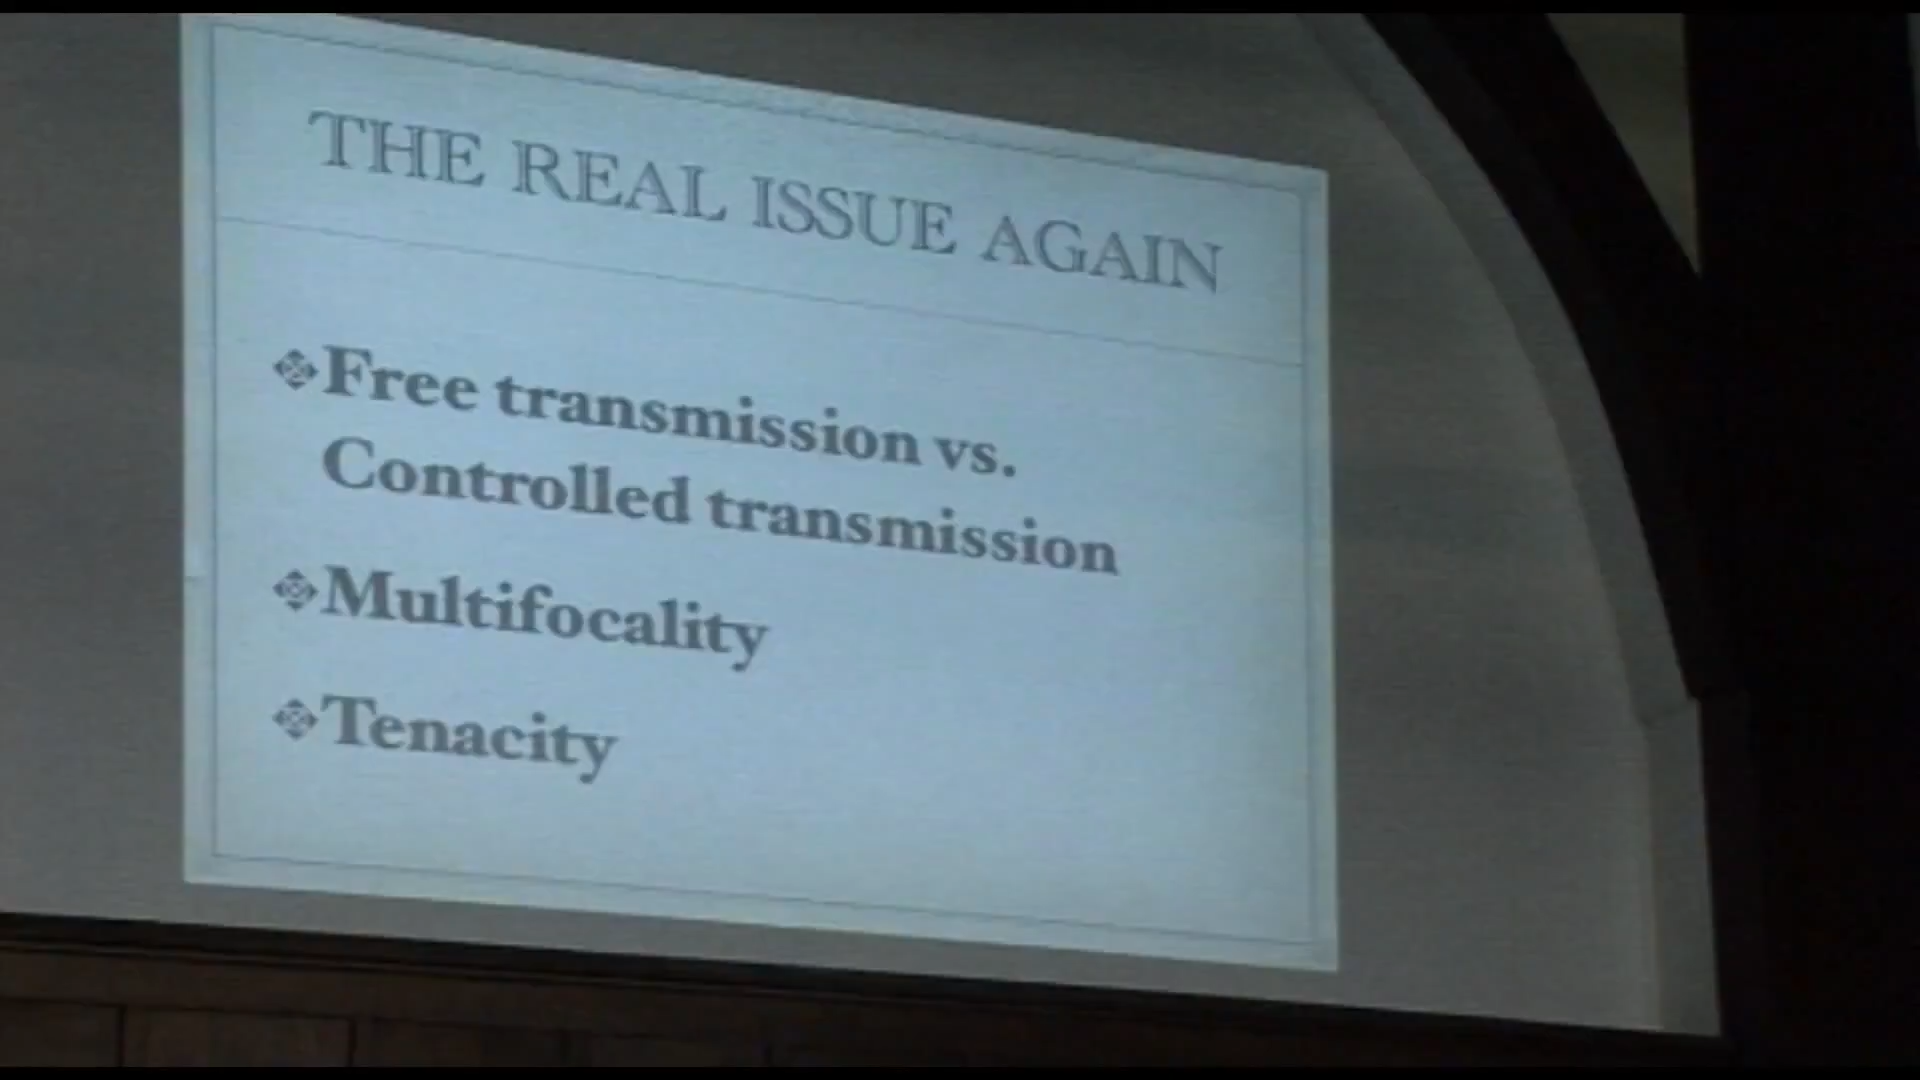 THE REAL ISSUE AGAIN
Free transmission vs.
Controlled transmission
Multifocality
Tenacity